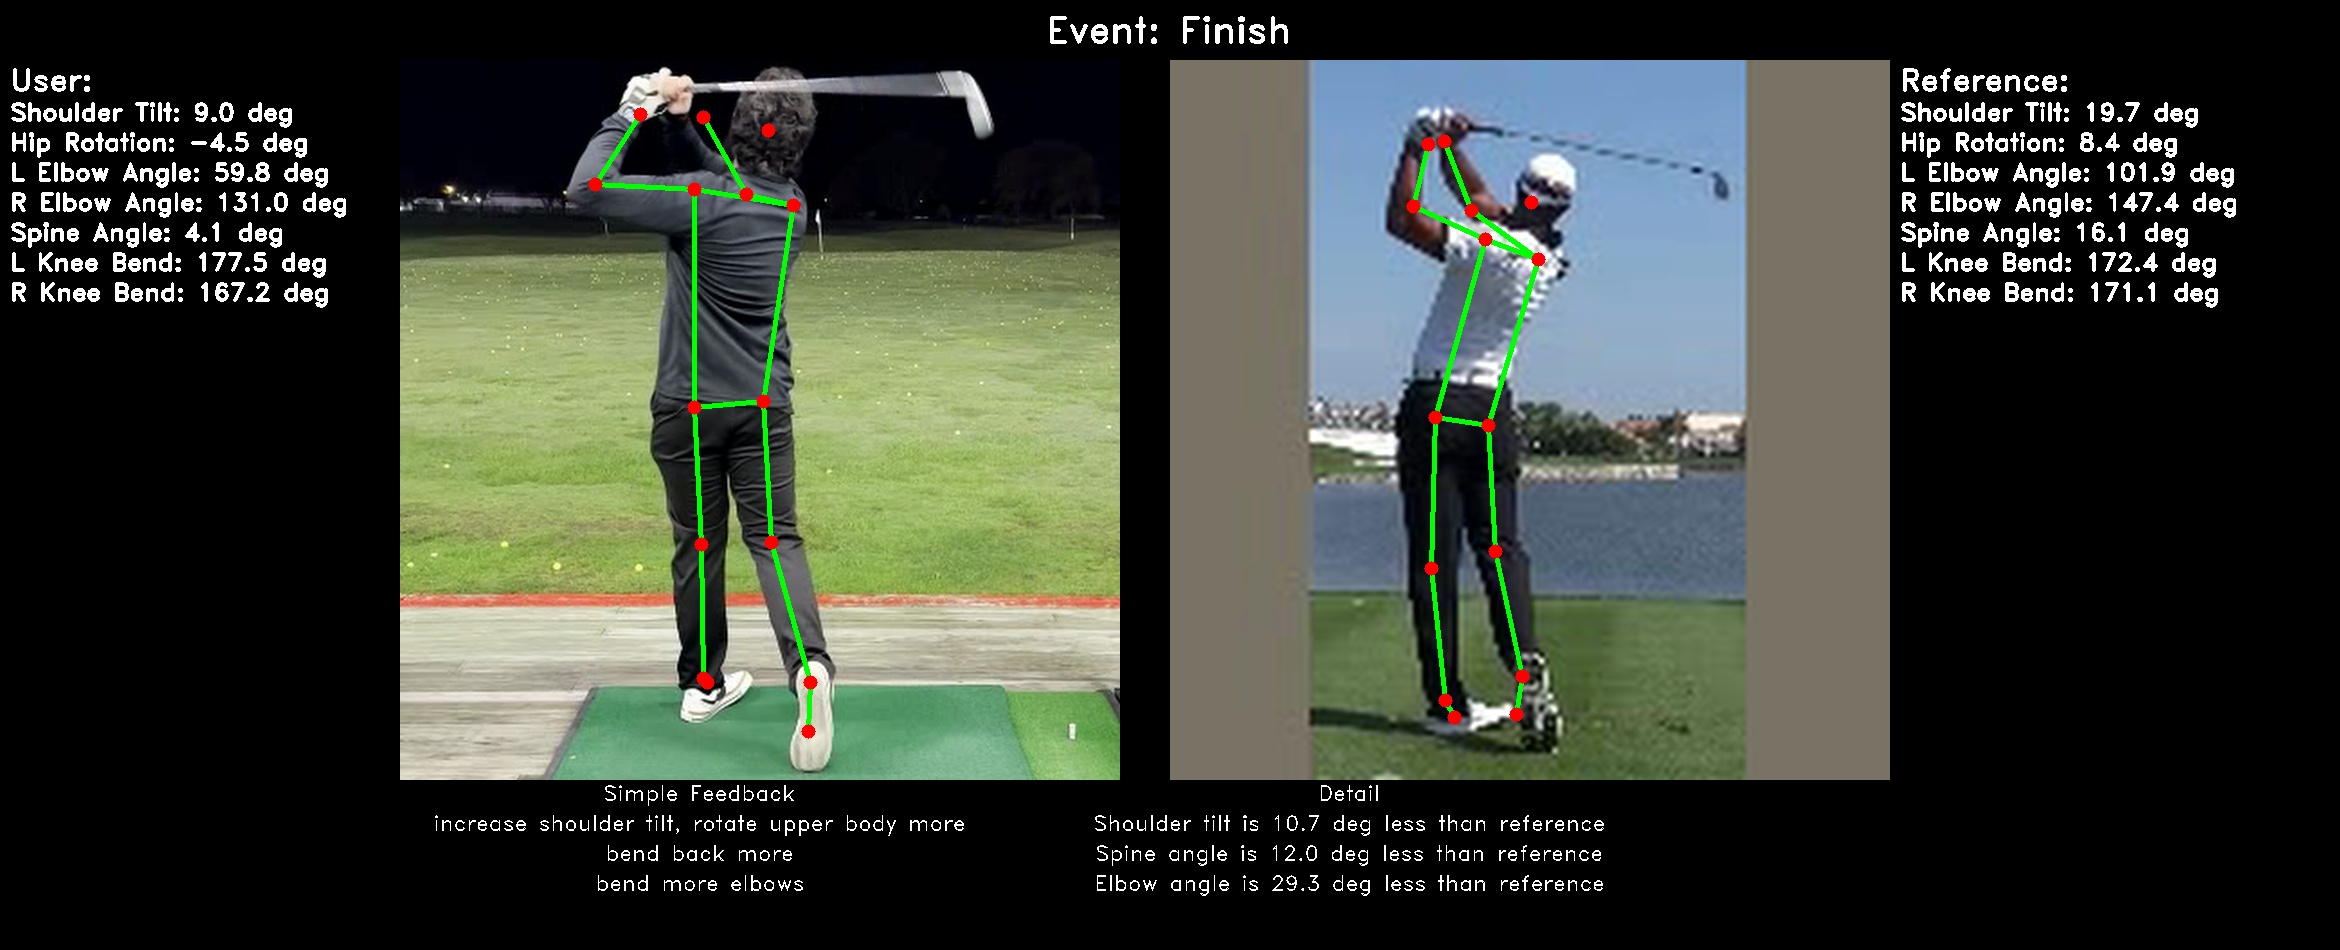 Event: Finish
User:
Shoulder Tilt: 9.0 deg
Hip Rotation: -4.5 deg
L Elbow Angle: 59.8 deg
R Elbow Angle: 131.0 deg
Spine Angle: 4.1 deg
L Knee Bend: 177.5 deg
R Knee Bend: 167.2 deg
Reference:
Shoulder Tilt: 19.7 deg
Hip Rotation: 8.4 deg
L Elbow Angle: 101.9 deg
R Elbow Angle: 147.4 deg
Spine Angle: 16.1 deg
L Knee Bend: 172.4 deg
R Knee Bend: 171.1 deg
Simple Feedback
increase shoulder tilt, rotate upper body more
bend back more
bend more elbows
Detail
Shoulder tilt is 10.7 deg less than reference
Spine angle is 12.0 deg less than reference
Elbow angle is 29.3 deg less than reference